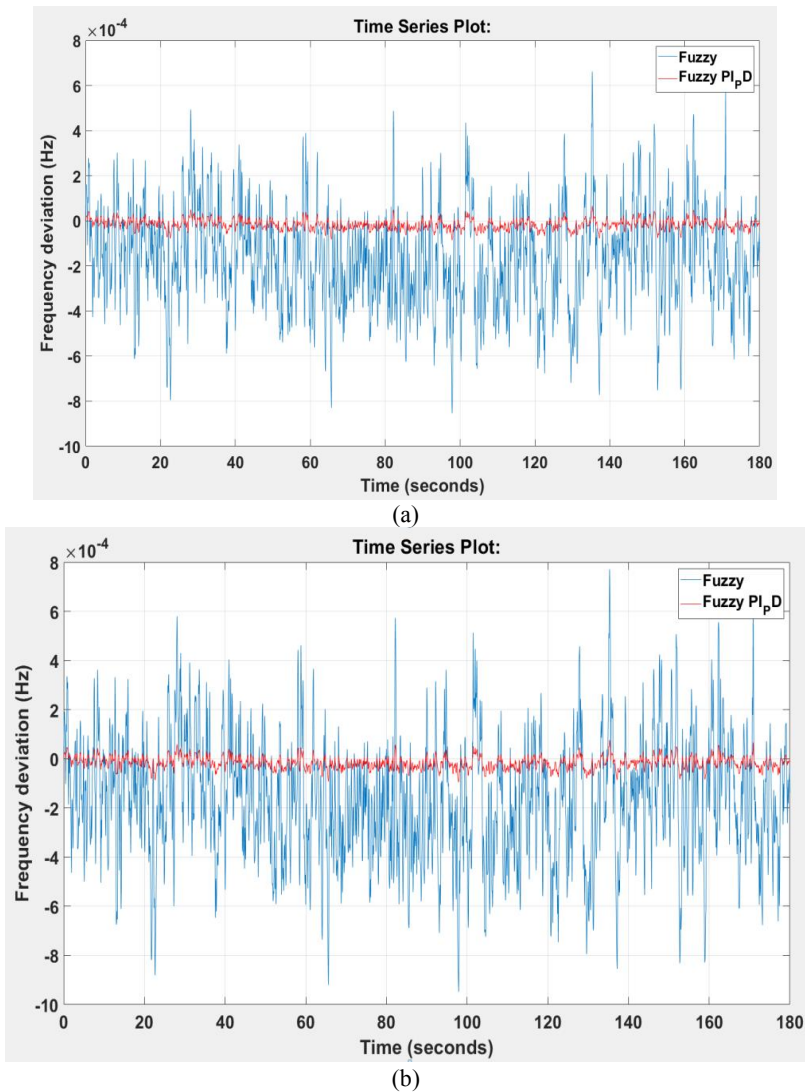 Time Series Plot:
×10⁻⁴
Fuzzy
Fuzzy PI_PD
8
6
4
2
0
-2
-4
-6
-8
-10
Frequency deviation (Hz)
0 20 40 60 80 100 120 140 160 180
Time (seconds)
(a)
Time Series Plot:
×10⁻⁴
Fuzzy
Fuzzy PI_PD
8
6
4
2
0
-2
-4
-6
-8
-10
Frequency deviation (Hz)
0 20 40 60 80 100 120 140 160 180
Time (seconds)
(b)